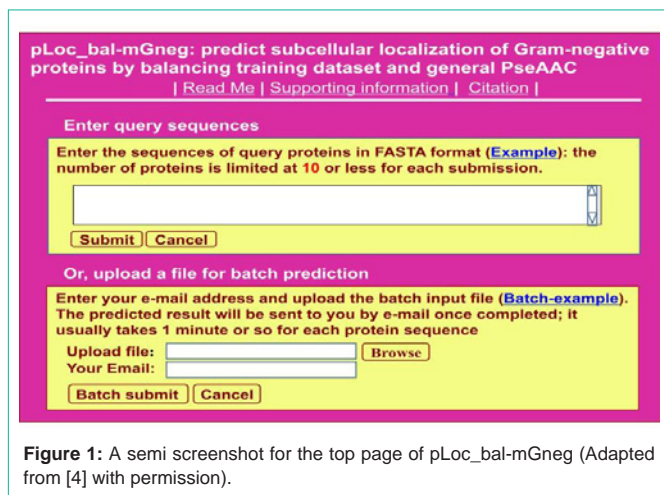 pLoc_bal-mGneg: predict subcellular localization of Gram-negative
proteins by balancing training dataset and general PseAAC
| Read Me | Supporting information | Citation |
Enter query sequences
Enter the sequences of query proteins in FASTA format (Example): the
number of proteins is limited at 10 or less for each submission.
Submit Cancel
Or, upload a file for batch prediction
Enter your e-mail address and upload the batch input file (Batch-example).
The predicted result will be sent to you by e-mail once completed; it
usually takes 1 minute or so for each protein sequence
Upload file: Browse
Your Email:
Batch submit Cancel
Figure 1: A semi screenshot for the top page of pLoc_bal-mGneg (Adapted
from [4] with permission).